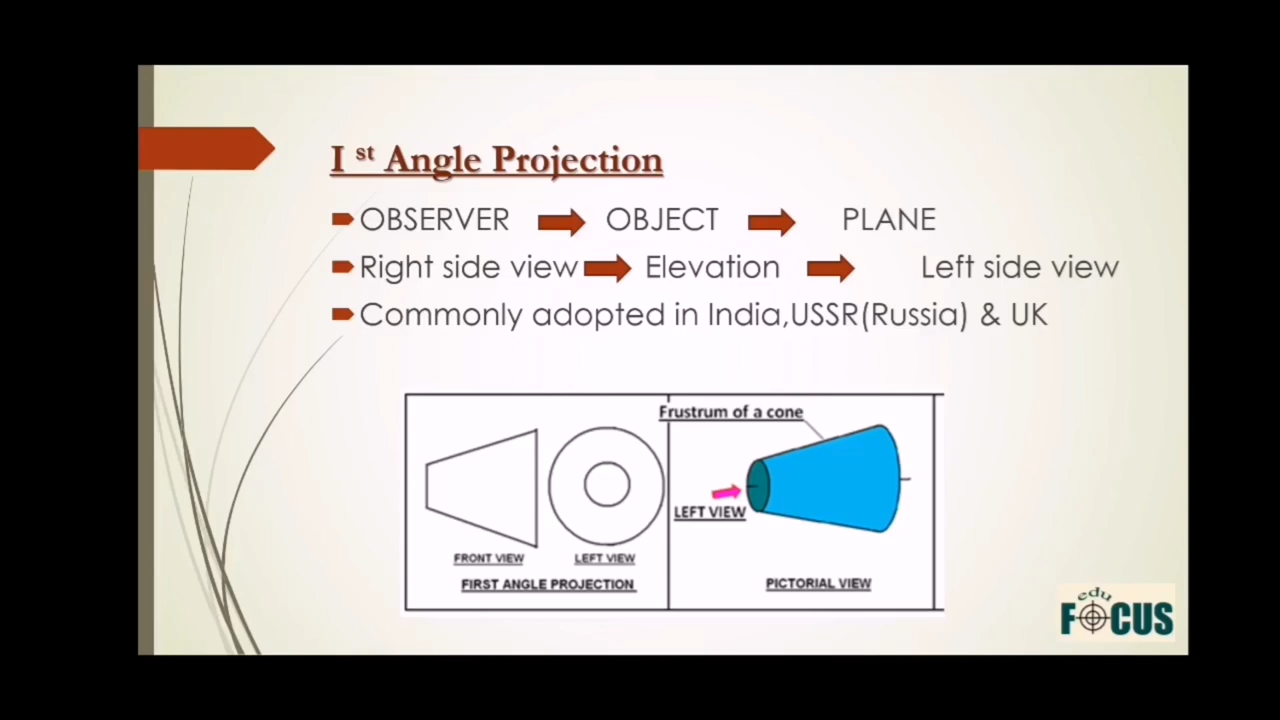 I st Angle Projection
OBSERVER OBJECT PLANE
Right side view Elevation Left side view
Commonly adopted in India,USSR(Russia) & UK
Frustrum of a cone
LEFT VIEW
FRONT VIEW LEFT VIEW
FIRST ANGLE PROJECTION
PICTORIAL VIEW
edu
FOCUS